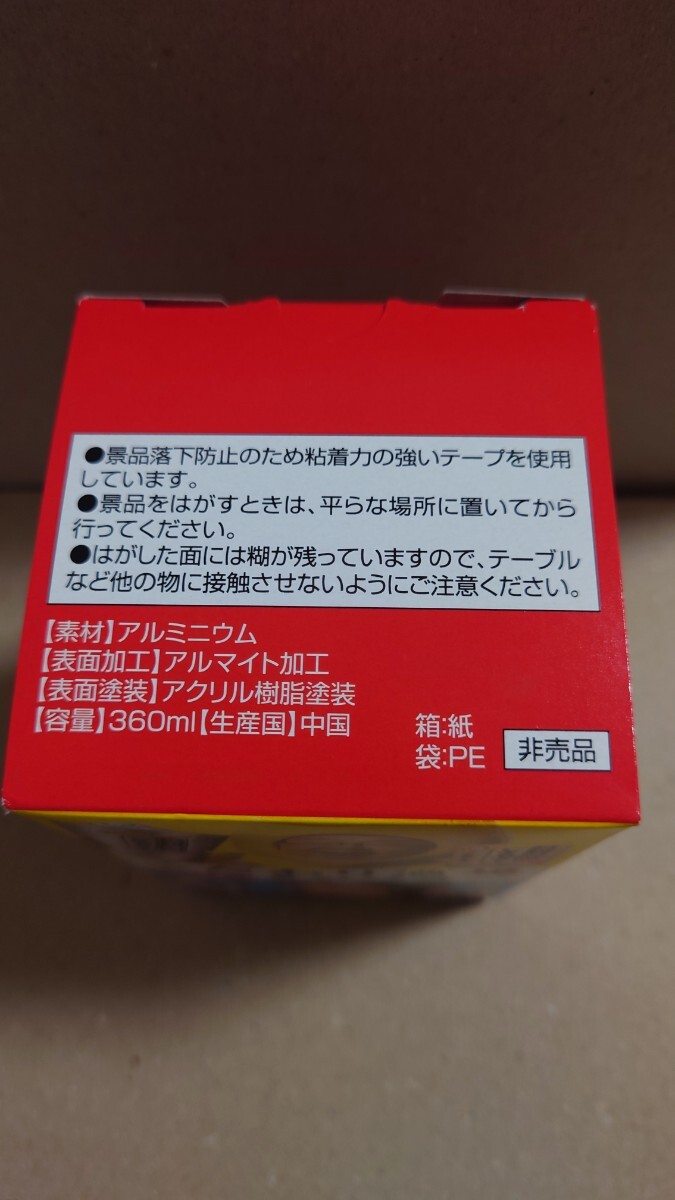 ●景品落下防止のため粘着力の強いテープを使用
しています。
●景品をはがすときは、平らな場所に置いてから
行ってください。
●はがした面には糊が残っていますので、テーブル
など他の物に接触させないようにご注意ください。
【素材】アルミニウム
【表面加工】アルマイト加工
【表面塗装】アクリル樹脂塗装
【容量】360ml【生産国】中国
箱:紙
袋:PE
非売品